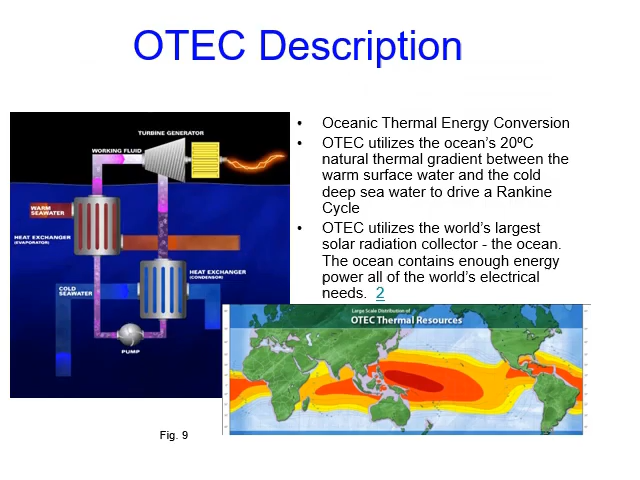 OTEC Description
TURBINE GENERATOR
WORKING FLUID
WARM
SEAWATER
HEAT EXCHANGER
(EVAPORATOR)
HEAT EXCHANGER
(CONDENSOR)
COLD
SEAWATER
PUMP
• Oceanic Thermal Energy Conversion
• OTEC utilizes the ocean’s 20ºC
natural thermal gradient between the
warm surface water and the cold
deep sea water to drive a Rankine
Cycle
• OTEC utilizes the world’s largest
solar radiation collector - the ocean.
The ocean contains enough energy
power all of the world’s electrical
needs. 2
Large Scale Distribution of
OTEC Thermal Resources
Fig. 9